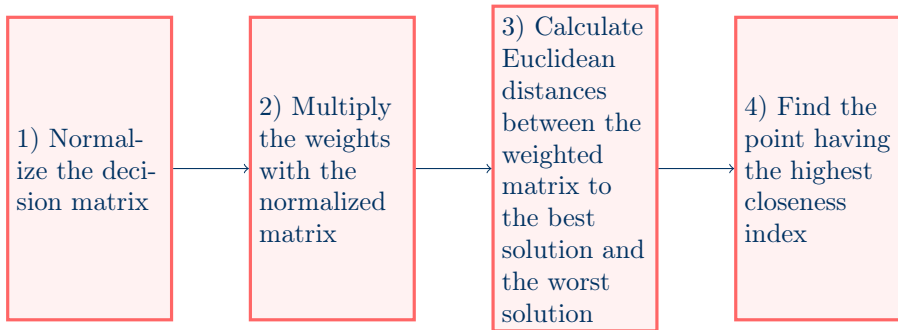 1) Normal-
ize the deci-
sion matrix
2) Multiply
the weights
with the
normalized
matrix
3) Calculate
Euclidean
distances
between the
weighted
matrix to
the best
solution and
the worst
solution
4) Find the
point having
the highest
closeness
index